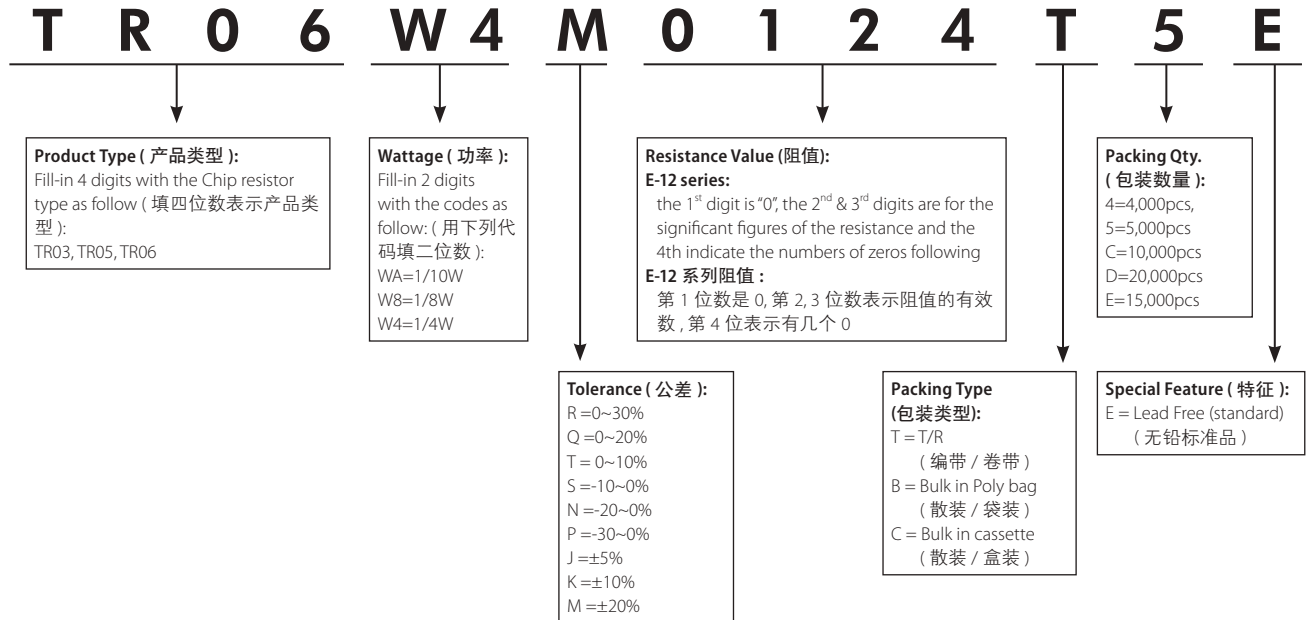 T R 0 6 W 4 M 0 1 2 4 T 5 E
Product Type ( 产品类型 ):
Fill-in 4 digits with the Chip resistor
type as follow ( 填四位数表示产品类
型 ):
TR03, TR05, TR06
Wattage ( 功率 ):
Fill-in 2 digits
with the codes as
follow: ( 用下列代
码填二位数 ):
WA=1/10W
W8=1/8W
W4=1/4W
Resistance Value (阻值):
E-12 series:
the 1st digit is “0”, the 2nd & 3rd digits are for the
significant figures of the resistance and the
4th indicate the numbers of zeros following
E-12 系列阻值 :
第 1 位数是 0, 第 2, 3 位数表示阻值的有效
数 , 第 4 位表示有几个 0
Packing Qty.
( 包装数量 ):
4=4,000pcs,
5=5,000pcs
C=10,000pcs
D=20,000pcs
E=15,000pcs
Tolerance ( 公差 ):
R =0~30%
Q =0~20%
T = 0~10%
S =-10~0%
N =-20~0%
P =-30~0%
J =±5%
K =±10%
M =±20%
Packing Type
(包装类型):
T = T/R
( 编带 / 卷带 )
B = Bulk in Poly bag
( 散装 / 袋装 )
C = Bulk in cassette
( 散装 / 盒装 )
Special Feature ( 特征 ):
E = Lead Free (standard)
( 无铅标准品 )